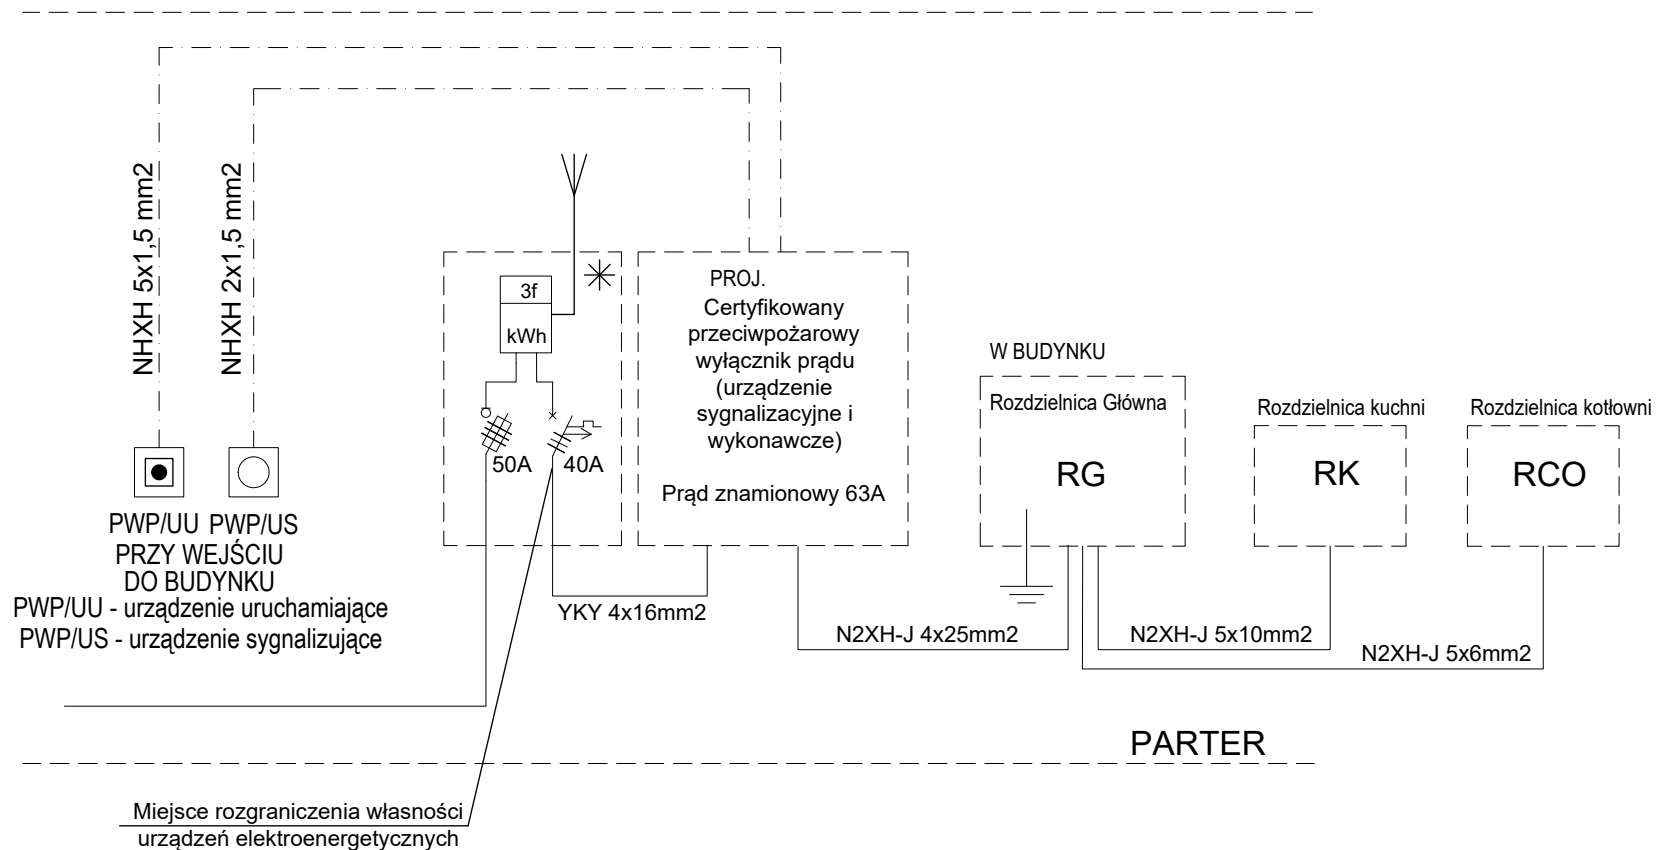 NHXH 5x1,5 mm2
NHXH 2x1,5 mm2
3f
kWh
50A
40A
PROJ.
Certyfikowany
przeciwpożarowy
wyłącznik prądu
(urządzenie
sygnalizacyjne i
wykonawcze)
Prąd znamionowy 63A
W BUDYNKU
Rozdzielnica Główna
RG
Rozdzielnica kuchni
RK
Rozdzielnica kotłowni
RCO
PWP/UU PWP/US
PRZY WEJŚCIU
DO BUDYNKU
PWP/UU - urządzenie uruchamiające
PWP/US - urządzenie sygnalizujące
YKY 4x16mm2
N2XH-J 4x25mm2
N2XH-J 5x10mm2
N2XH-J 5x6mm2
PARTER
Miejsce rozgraniczenia własności
urządzeń elektroenergetycznych